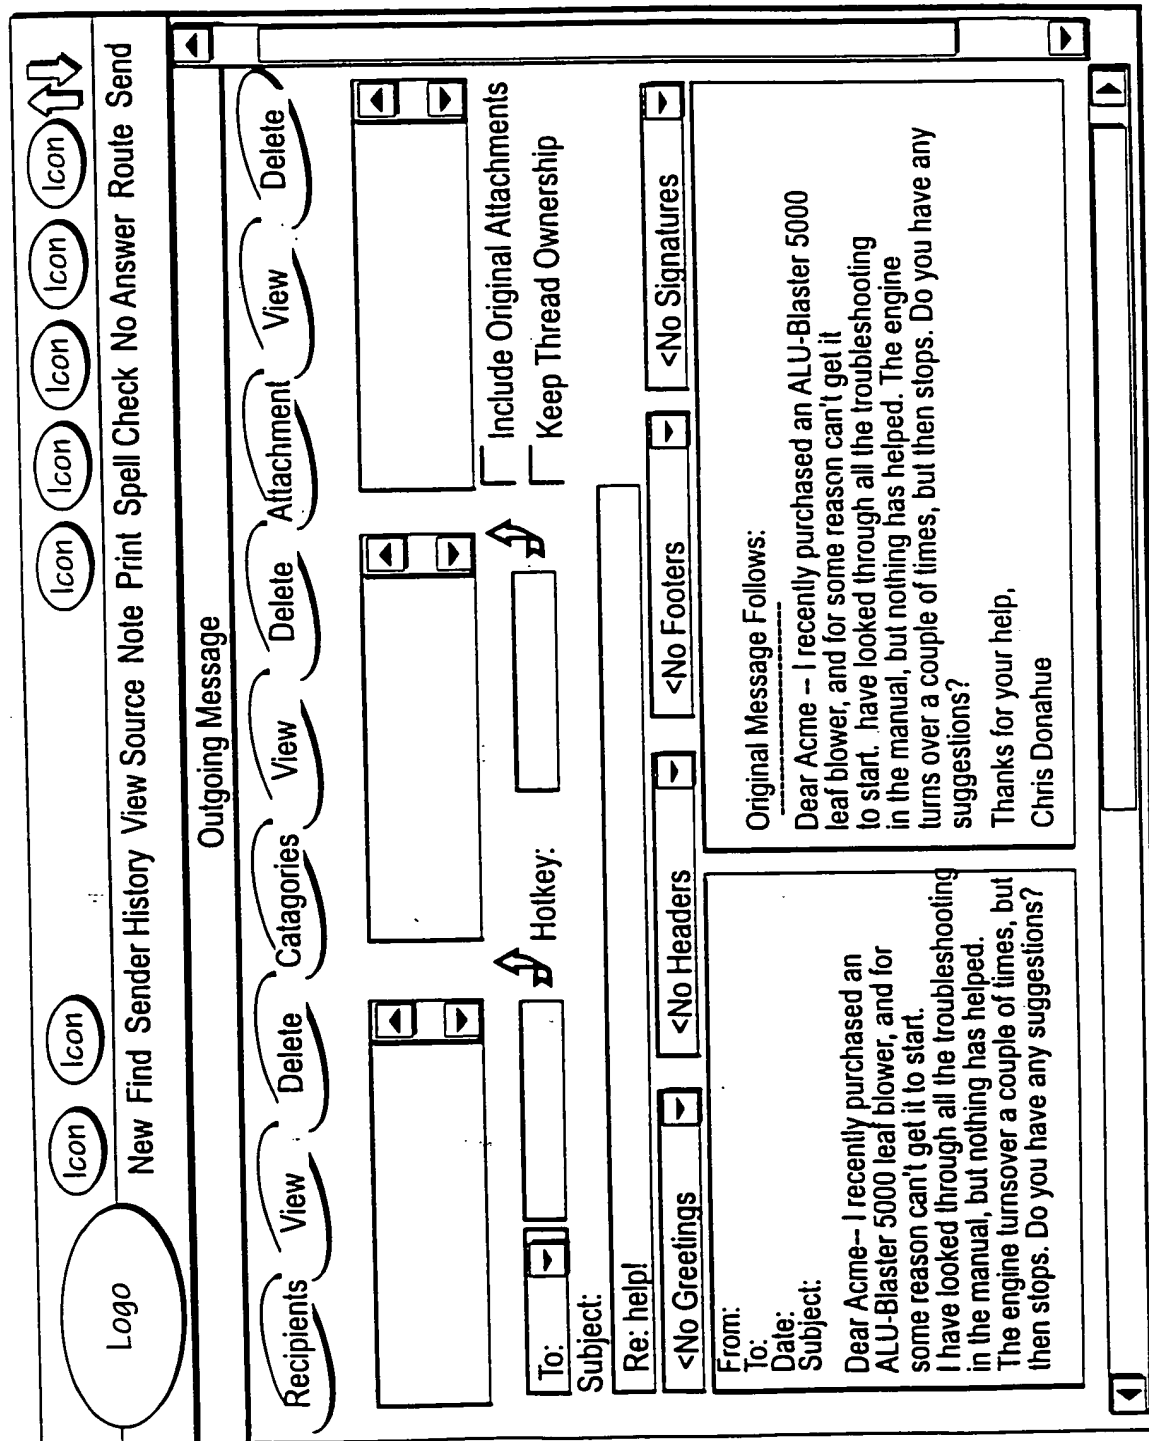 Logo
Icon Icon Icon Icon Icon Icon Icon
New Find Sender History View Source Note Print Spell Check No Answer Route Send
Outgoing Message
Recipients View Delete Catagories View Delete Attachment View Delete
Include Original Attachments
Keep Thread Ownership
To: Hotkey:
Subject:
Re: help!
<No Greetings <No Headers <No Footers <No Signatures
From:
To:
Date:
Subject:
Dear Acme-- I recently purchased an
ALU-Blaster 5000 leaf blower, and for
some reason can't get it to start.
I have looked through all the troubleshooting
in the manual, but nothing has helped.
The engine turnsover a couple of times, but
then stops. Do you have any suggestions?
Original Message Follows:
------------------------
Dear Acme -- I recently purchased an ALU-Blaster 5000
leaf blower, and for some reason can't get it
to start. .have looked through all the troubleshooting
in the manual, but nothing has helped. The engine
turns over a couple of times, but then stops. Do you have any
suggestions?
Thanks for your help,
Chris Donahue